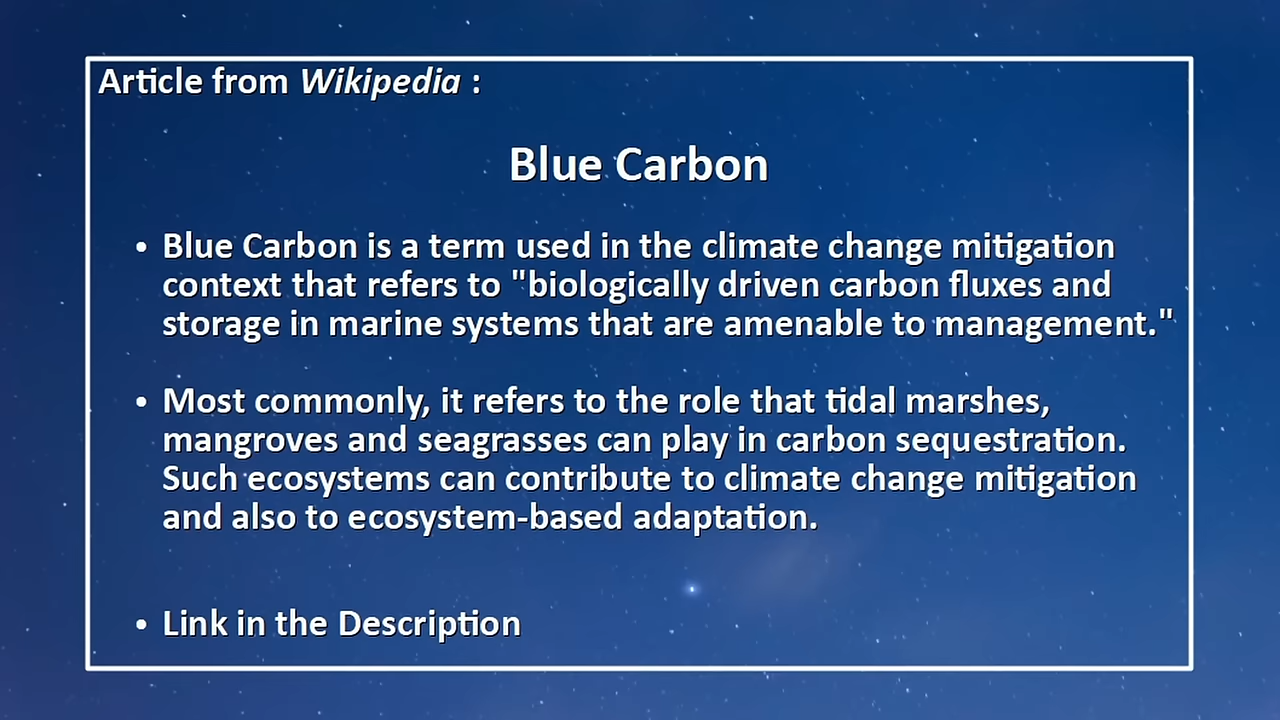 Article from Wikipedia :
Blue Carbon
• Blue Carbon is a term used in the climate change mitigation
context that refers to "biologically driven carbon fluxes and
storage in marine systems that are amenable to management."
• Most commonly, it refers to the role that tidal marshes,
mangroves and seagrasses can play in carbon sequestration.
Such ecosystems can contribute to climate change mitigation
and also to ecosystem-based adaptation.
• Link in the Description